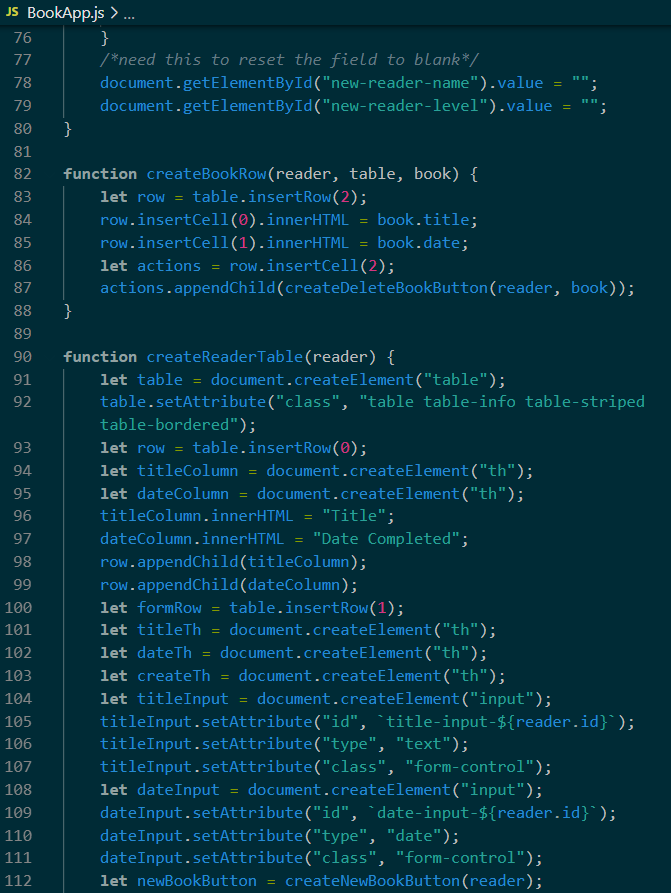 JS BookApp.js > ...
76 }
77 /*need this to reset the field to blank*/
78 document.getElementById("new-reader-name").value = "";
79 document.getElementById("new-reader-level").value = "";
80 }
81
82 function createBookRow(reader, table, book) {
83 let row = table.insertRow(2);
84 row.insertCell(0).innerHTML = book.title;
85 row.insertCell(1).innerHTML = book.date;
86 let actions = row.insertCell(2);
87 actions.appendChild(createDeleteBookButton(reader, book));
88 }
89
90 function createReaderTable(reader) {
91 let table = document.createElement("table");
92 table.setAttribute("class", "table table-info table-striped
table-bordered");
93 let row = table.insertRow(0);
94 let titleColumn = document.createElement("th");
95 let dateColumn = document.createElement("th");
96 titleColumn.innerHTML = "Title";
97 dateColumn.innerHTML = "Date Completed";
98 row.appendChild(titleColumn);
99 row.appendChild(dateColumn);
100 let formRow = table.insertRow(1);
101 let titleTh = document.createElement("th");
102 let dateTh = document.createElement("th");
103 let createTh = document.createElement("th");
104 let titleInput = document.createElement("input");
105 titleInput.setAttribute("id", `title-input-${reader.id}`);
106 titleInput.setAttribute("type", "text");
107 titleInput.setAttribute("class", "form-control");
108 let dateInput = document.createElement("input");
109 dateInput.setAttribute("id", `date-input-${reader.id}`);
110 dateInput.setAttribute("type", "date");
111 dateInput.setAttribute("class", "form-control");
112 let newBookButton = createNewBookButton(reader);